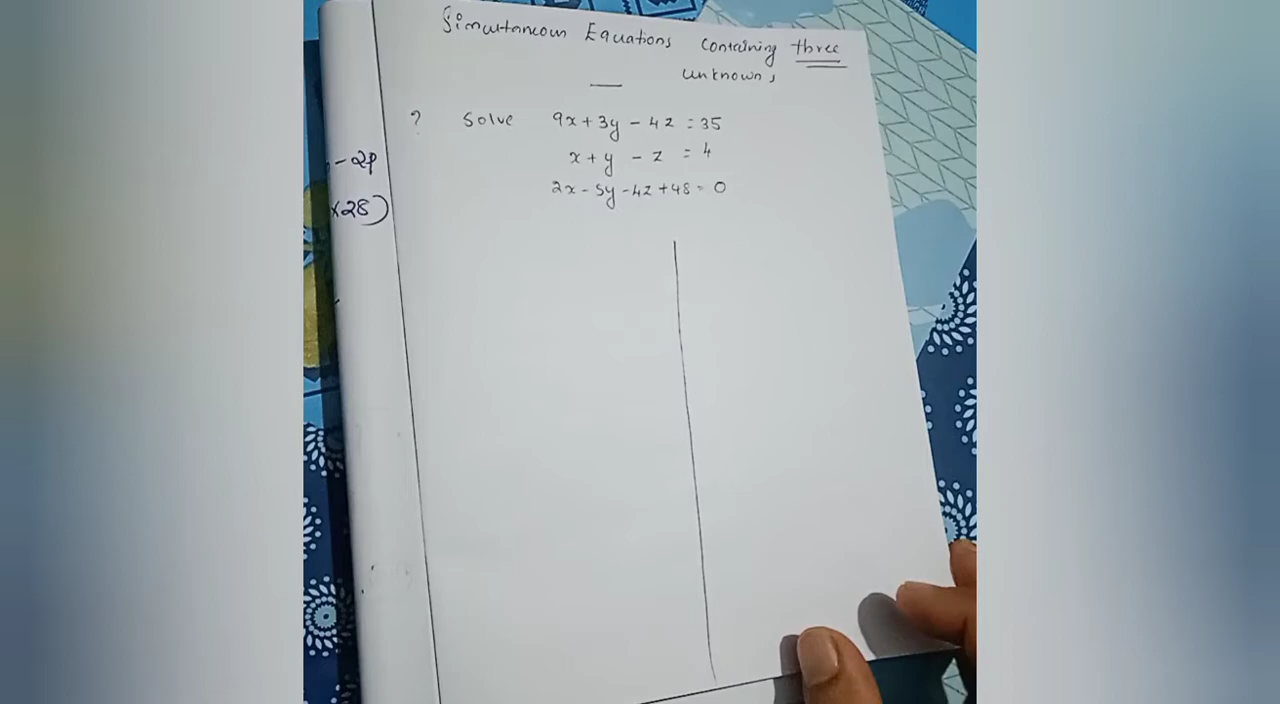 Simultaneous Equations containing three
unknowns
? Solve 9x + 3y - 4z = 35
x + y - z = 4
2x - 5y - 4z + 48 = 0
- 2p
x28)